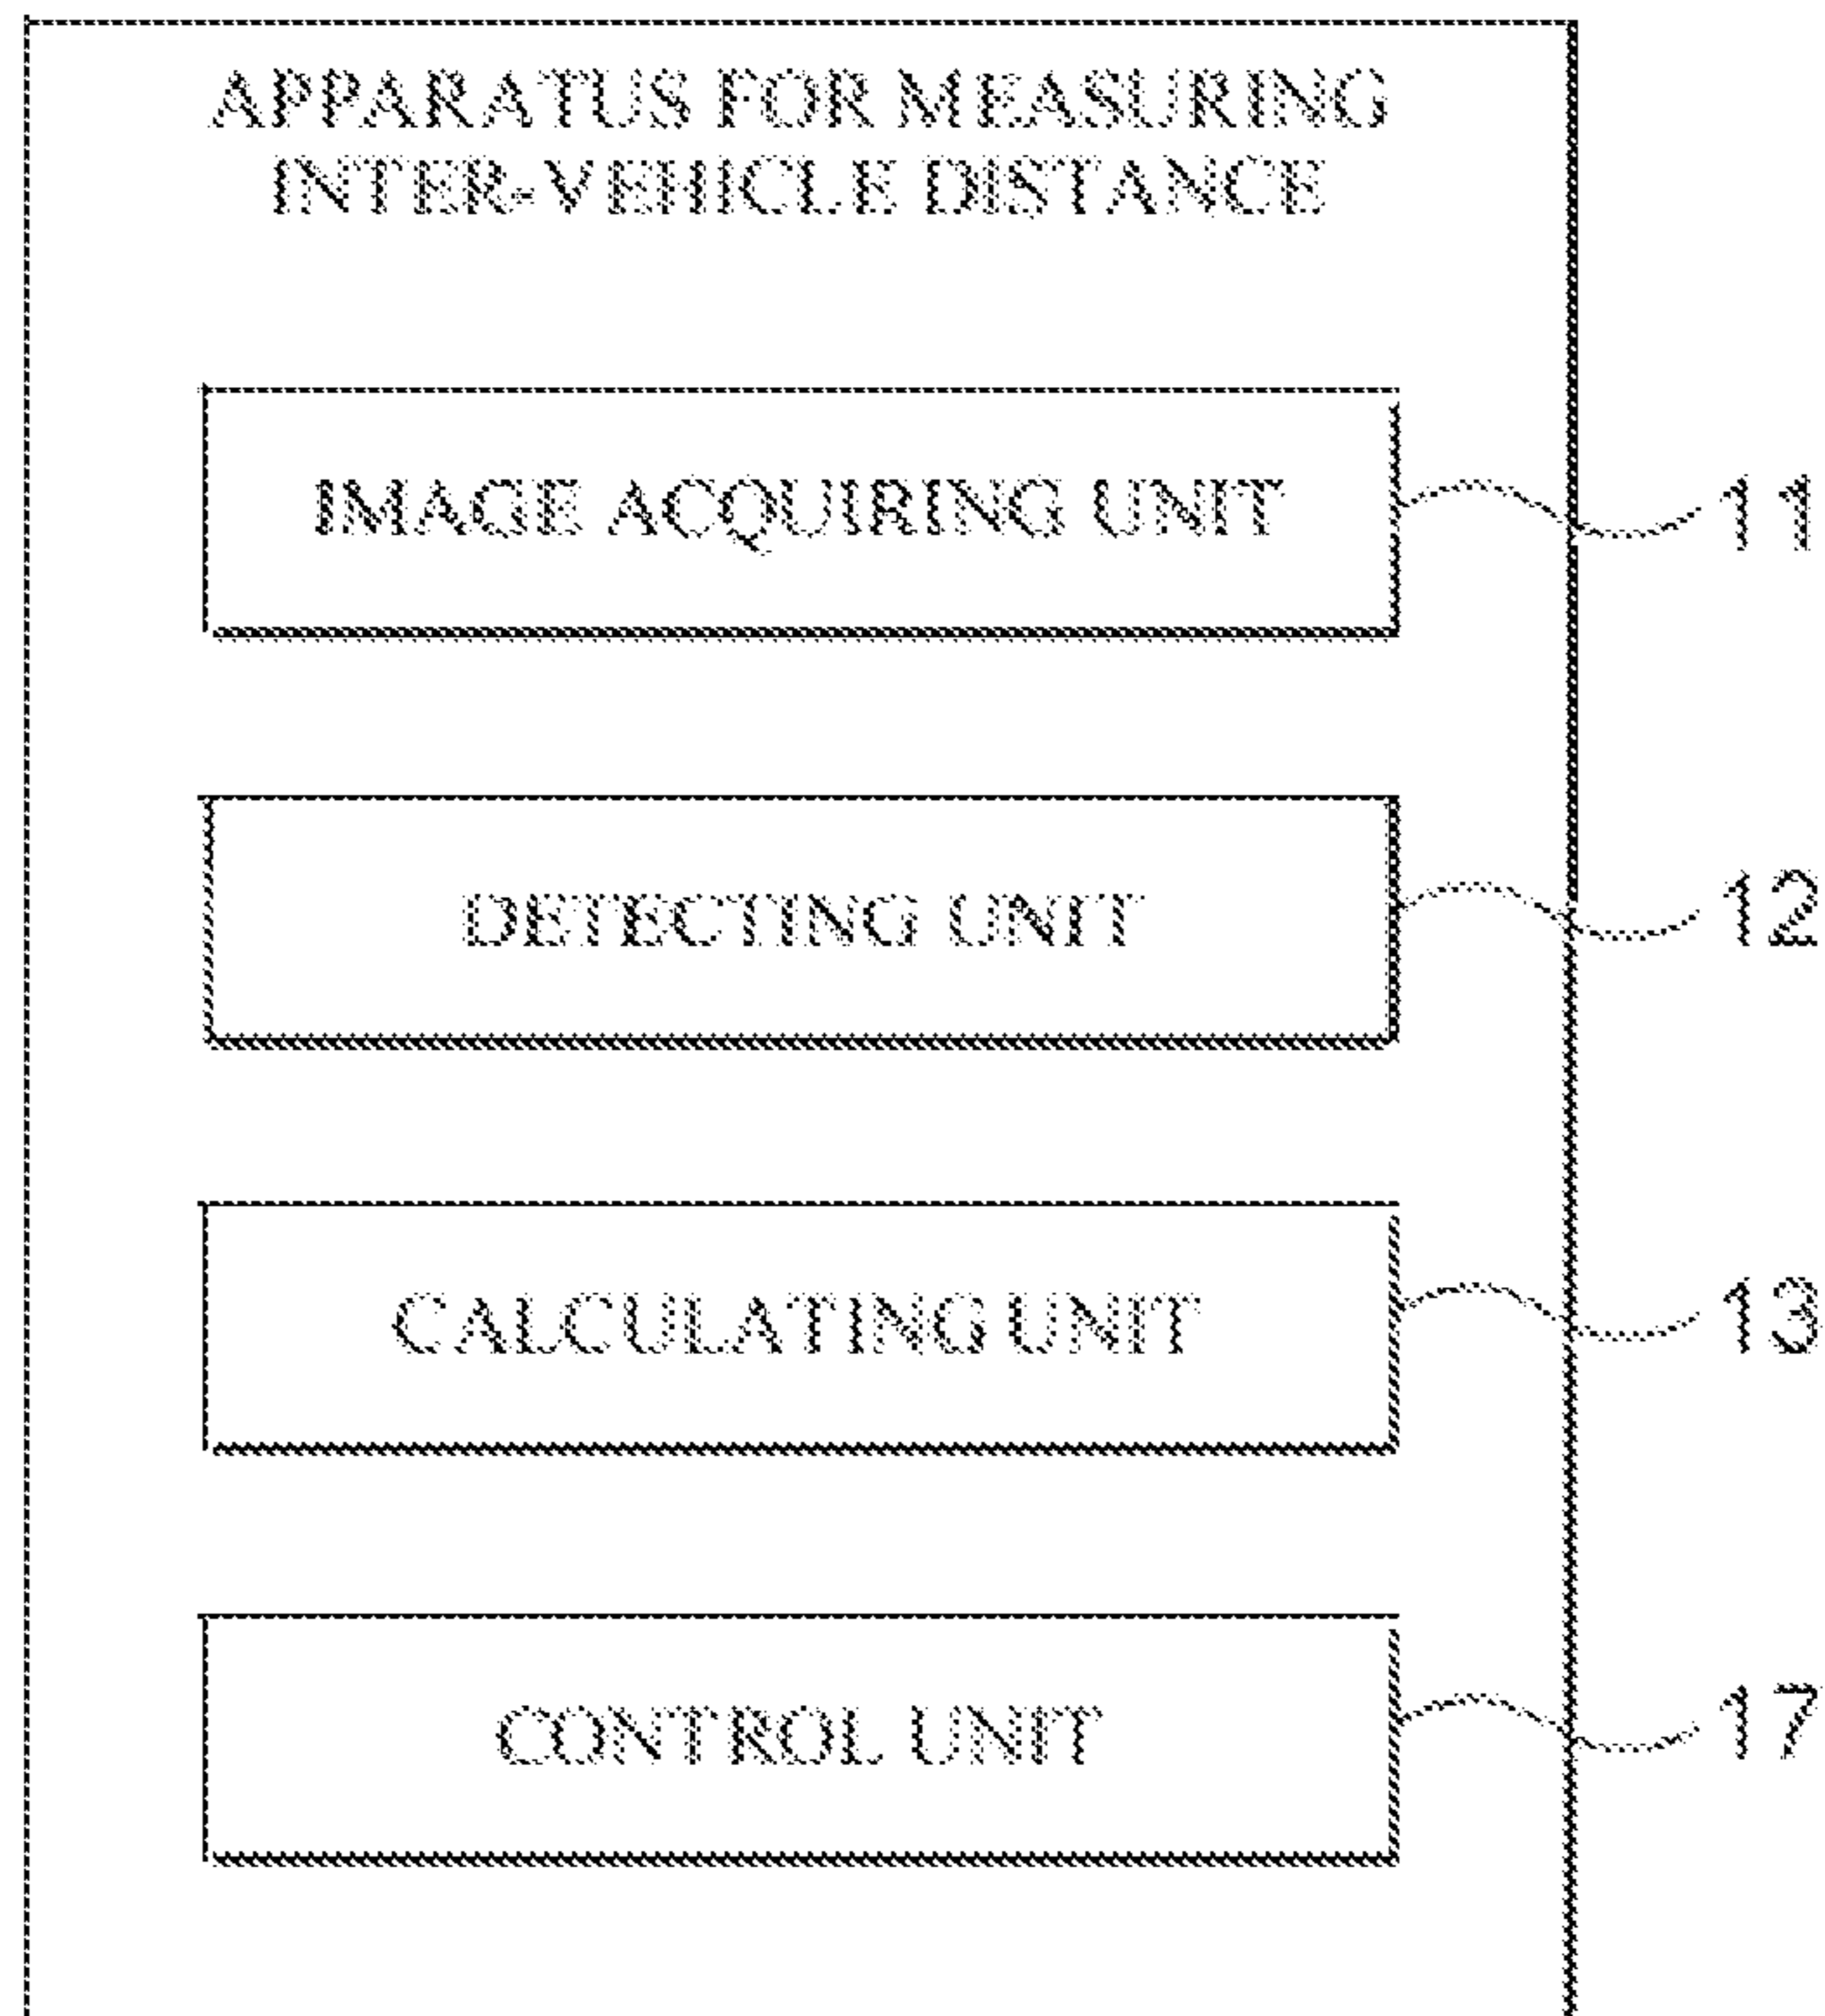 APPARATUS FOR MEASURING
INTER-VEHICLE DISTANCE
IMAGE ACQUIRING UNIT
11
DETECTING UNIT
12
CALCULATING UNIT
13
CONTROL UNIT
17